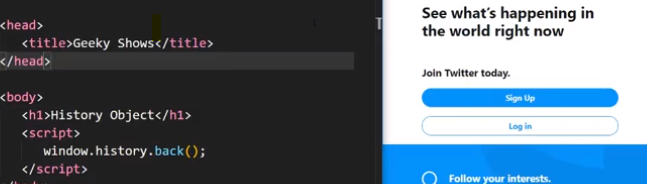 <head>
<title>Geeky Shows</title>
</head>
<body>
<h1>History Object</h1>
<script>
window.history.back();
</script>
See what's happening in
the world right now
Join Twitter today.
Sign Up
Log in
Follow your interests.